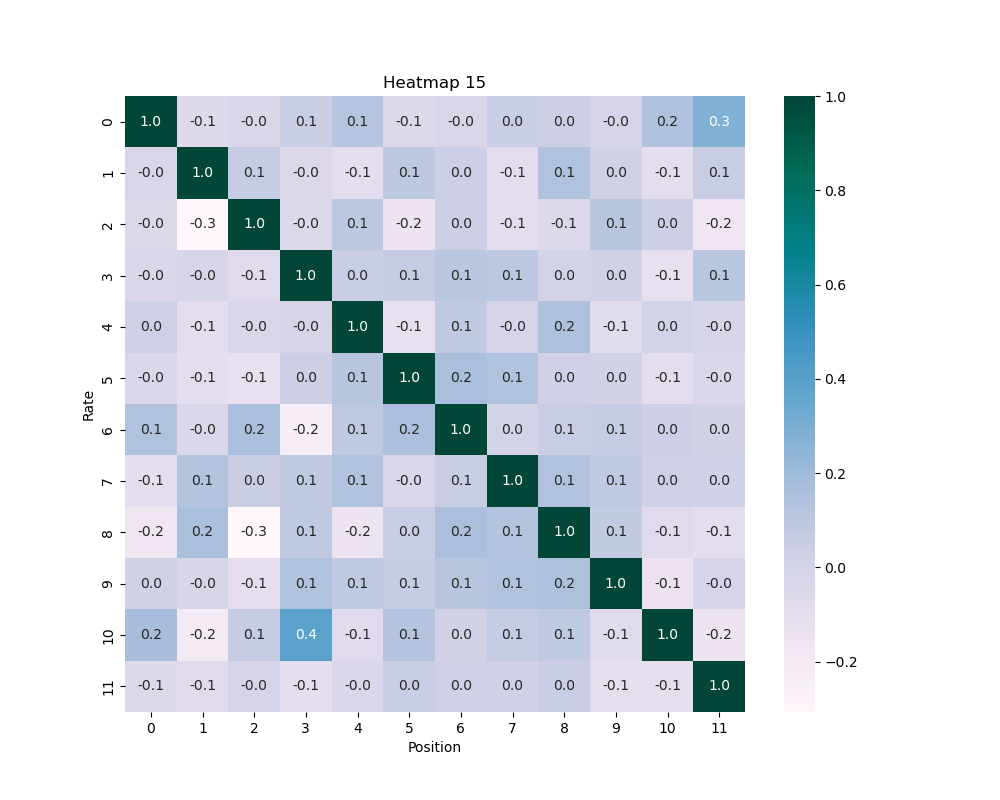 Heatmap 15
0 1.0 -0.1 -0.0 0.1 0.1 -0.1 -0.0 0.0 0.0 -0.0 0.2 0.3
1 -0.0 1.0 0.1 -0.0 -0.1 0.1 0.0 -0.1 0.1 0.0 -0.1 0.1
2 -0.0 -0.3 1.0 -0.0 0.1 -0.2 0.0 -0.1 -0.1 0.1 0.0 -0.2
3 -0.0 -0.0 -0.1 1.0 0.0 0.1 0.1 0.1 0.0 0.0 -0.1 0.1
4 0.0 -0.1 -0.0 -0.0 1.0 -0.1 0.1 -0.0 0.2 -0.1 0.0 -0.0
5 -0.0 -0.1 -0.1 0.0 0.1 1.0 0.2 0.1 0.0 0.0 -0.1 -0.0
6 0.1 -0.0 0.2 -0.2 0.1 0.2 1.0 0.0 0.1 0.1 0.0 0.0
7 -0.1 0.1 0.0 0.1 0.1 -0.0 0.1 1.0 0.1 0.1 0.0 0.0
8 -0.2 0.2 -0.3 0.1 -0.2 0.0 0.2 0.1 1.0 0.1 -0.1 -0.1
9 0.0 -0.0 -0.1 0.1 0.1 0.1 0.1 0.1 0.2 1.0 -0.1 -0.0
10 0.2 -0.2 0.1 0.4 -0.1 0.1 0.0 0.1 0.1 -0.1 1.0 -0.2
11 -0.1 -0.1 -0.0 -0.1 -0.0 0.0 0.0 0.0 0.0 -0.1 -0.1 1.0
0 1 2 3 4 5 6 7 8 9 10 11
Position
Rate
1.0
0.8
0.6
0.4
0.2
0.0
−0.2